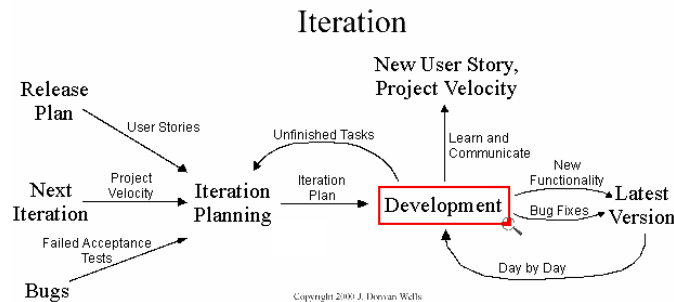 Iteration
New User Story,
Project Velocity
Release
Plan
User Stories
Unfinished Tasks
Learn and
Communicate
Next
Iteration
Project
Velocity
Iteration
Planning
Iteration
Plan
Development
New
Functionality
Bug Fixes
Latest
Version
Failed Acceptance
Tests
Day by Day
Bugs
Copyright 2000 J. Donvan Wells